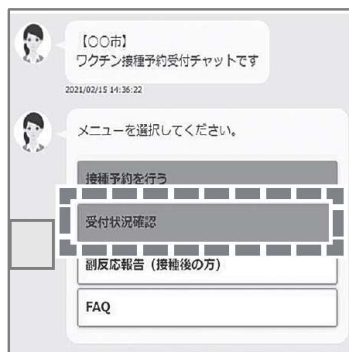 【〇〇市】
ワクチン接種予約受付チャットです
2021/02/15 14:36:22
メニューを選択してください。
接種予約を行う
受付状況確認
副反応報告（接種後の方）
FAQ